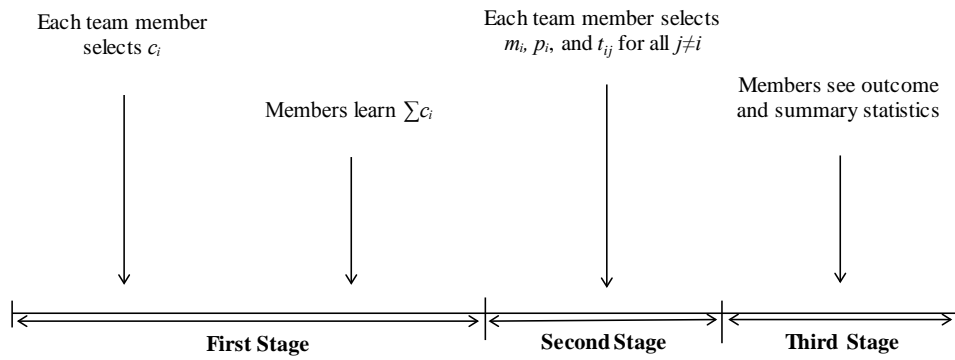 Each team member
selects c_i
Members learn ∑c_i
Each team member selects
m_i, p_i, and t_ij for all j≠i
Members see outcome
and summary statistics
First Stage
Second Stage
Third Stage